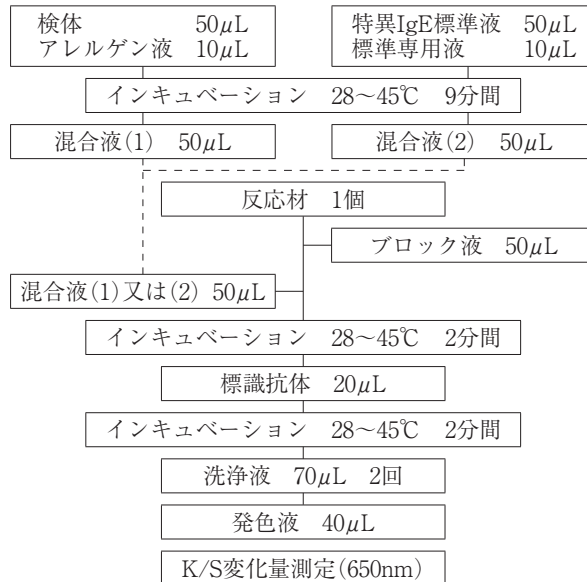 検体 50μL
アレルゲン液 10μL
特異IgE標準液 50μL
標準専用液 10μL
インキュベーション 28～45℃ 9分間
混合液(1) 50μL
混合液(2) 50μL
反応材 1個
ブロック液 50μL
混合液(1)又は(2) 50μL
インキュベーション 28～45℃ 2分間
標識抗体 20μL
インキュベーション 28～45℃ 2分間
洗浄液 70μL 2回
発色液 40μL
K/S変化量測定(650nm)